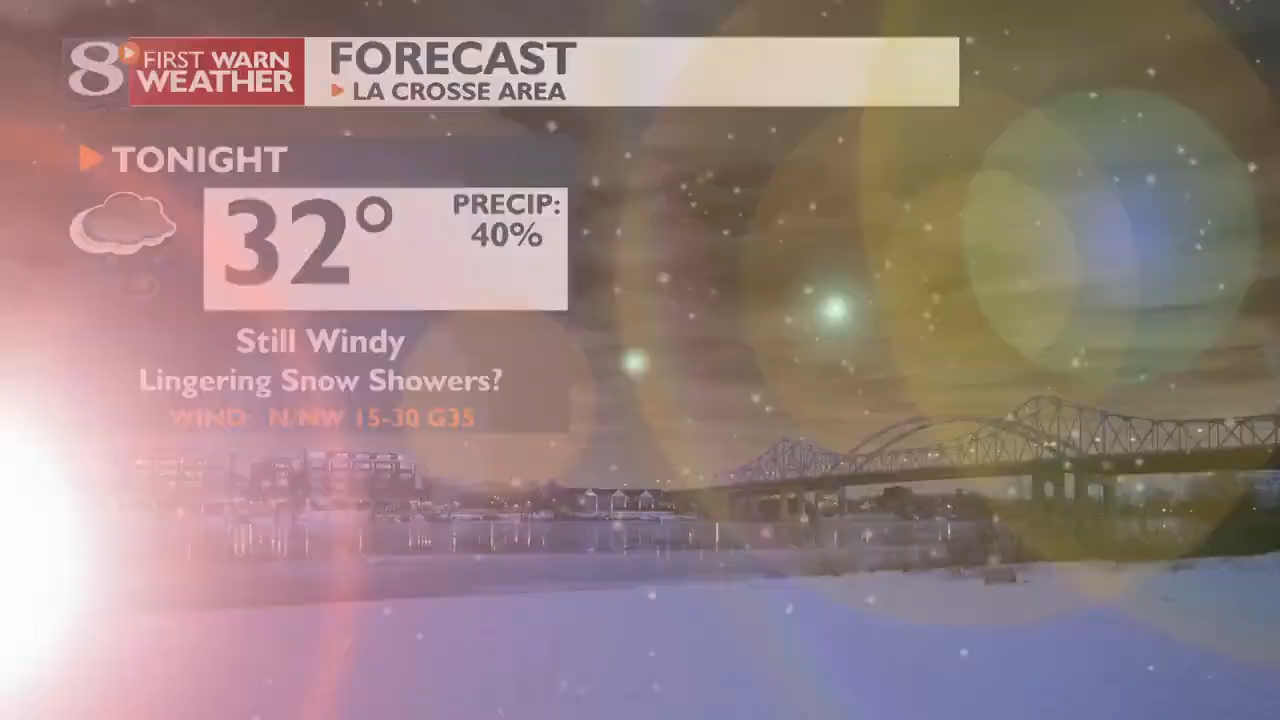 8
FIRST WARN
WEATHER
FORECAST
LA CROSSE AREA
TONIGHT
32°
PRECIP:
40%
Still Windy
Lingering Snow Showers?
WIND: N/NW 15-30 G35